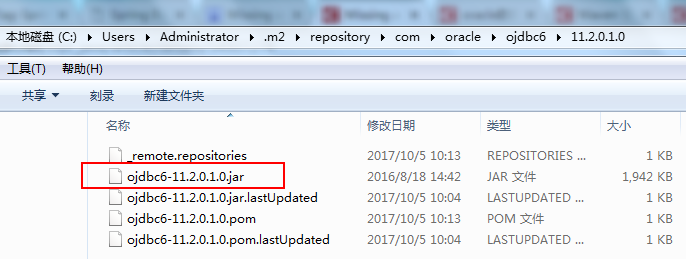 本地磁盘 (C:) Users Administrator .m2 repository com oracle ojdbc6 11.2.0.1.0
工具(T) 帮助(H)
共享 刻录 新建文件夹
名称 修改日期 类型 大小
_remote.repositories 2017/10/5 10:13 REPOSITORIES ... 1 KB
ojdbc6-11.2.0.1.0.jar 2016/8/18 14:42 JAR 文件 1,942 KB
ojdbc6-11.2.0.1.0.jar.lastUpdated 2017/10/5 10:04 LASTUPDATED ... 1 KB
ojdbc6-11.2.0.1.0.pom 2017/10/5 10:13 POM 文件 1 KB
ojdbc6-11.2.0.1.0.pom.lastUpdated 2017/10/5 10:04 LASTUPDATED ... 1 KB